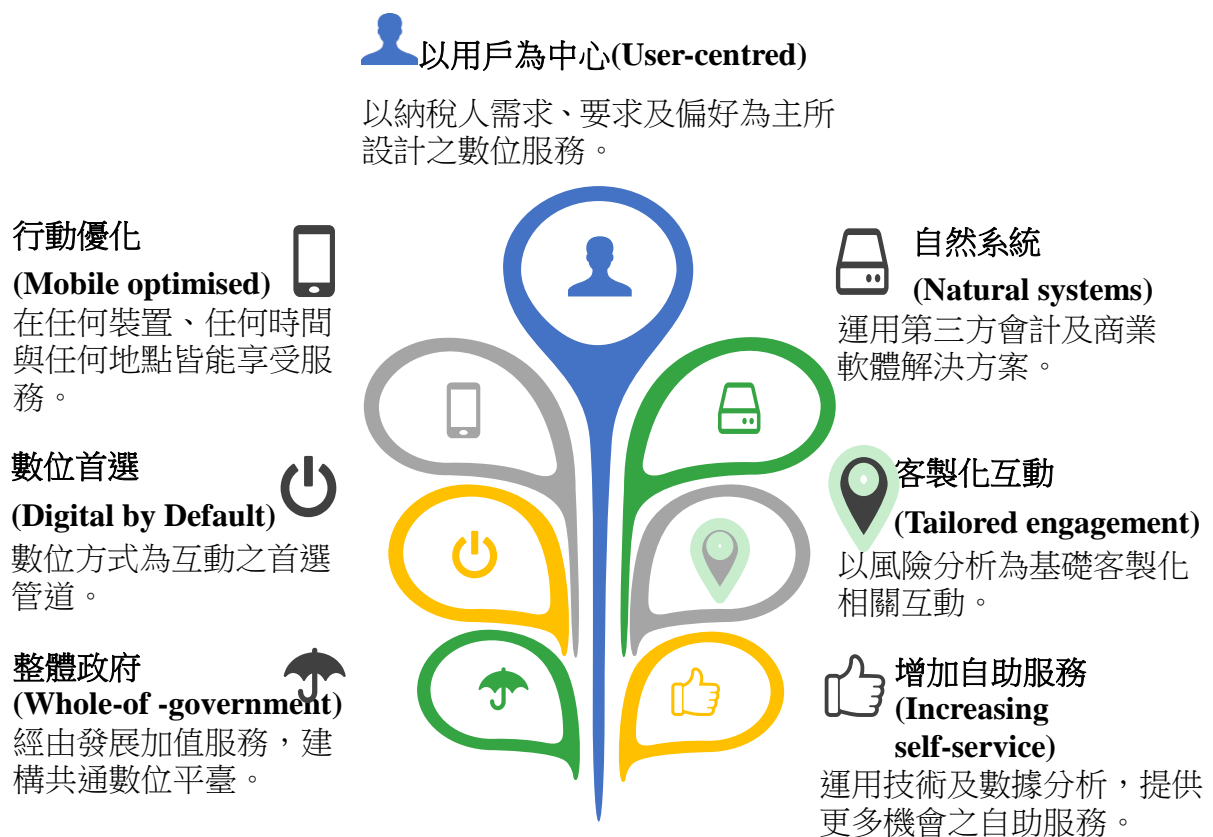 以用戶為中心(User-centred)
以納稅人需求、要求及偏好為主所
設計之數位服務。
行動優化
(Mobile optimised)
在任何裝置、任何時間
與任何地點皆能享受服
務。
數位首選
(Digital by Default)
數位方式為互動之首選
管道。
整體政府
(Whole-of -government)
經由發展加值服務，建
構共通數位平臺。
自然系統
(Natural systems)
運用第三方會計及商業
軟體解決方案。
客製化互動
(Tailored engagement)
以風險分析為基礎客製化
相關互動。
增加自助服務
(Increasing
self-service)
運用技術及數據分析，提供
更多機會之自助服務。